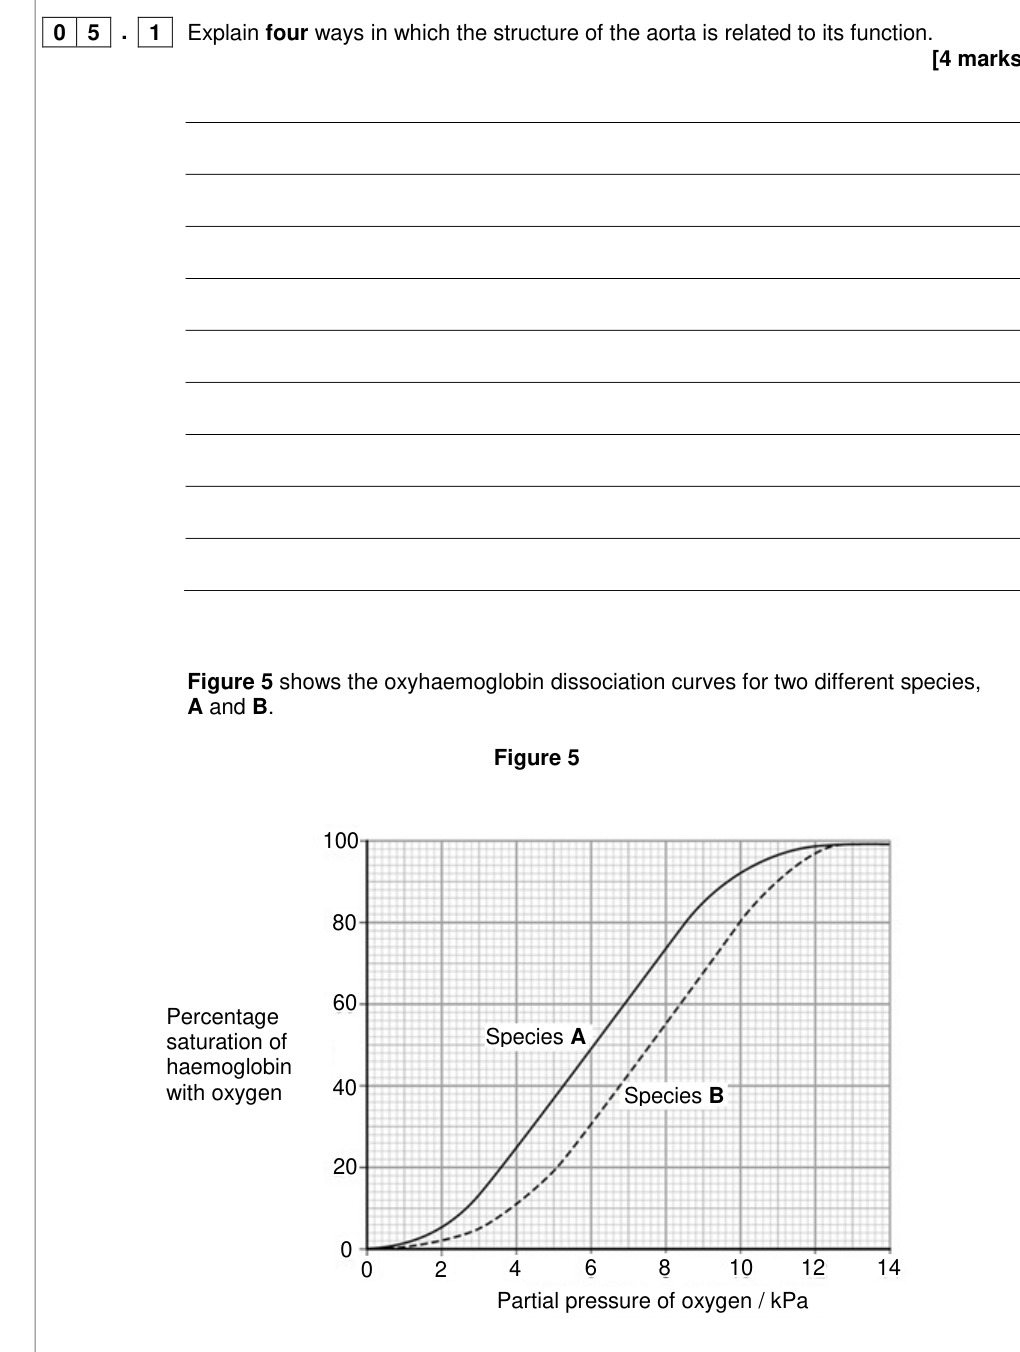 0 5 . 1 Explain four ways in which the structure of the aorta is related to its function.
[4 marks
Figure 5 shows the oxyhaemoglobin dissociation curves for two different species,
A and B.
Figure 5
100
80
60
40
20
0
Percentage
saturation of
haemoglobin
with oxygen
Species A
Species B
0 2 4 6 8 10 12 14
Partial pressure of oxygen / kPa